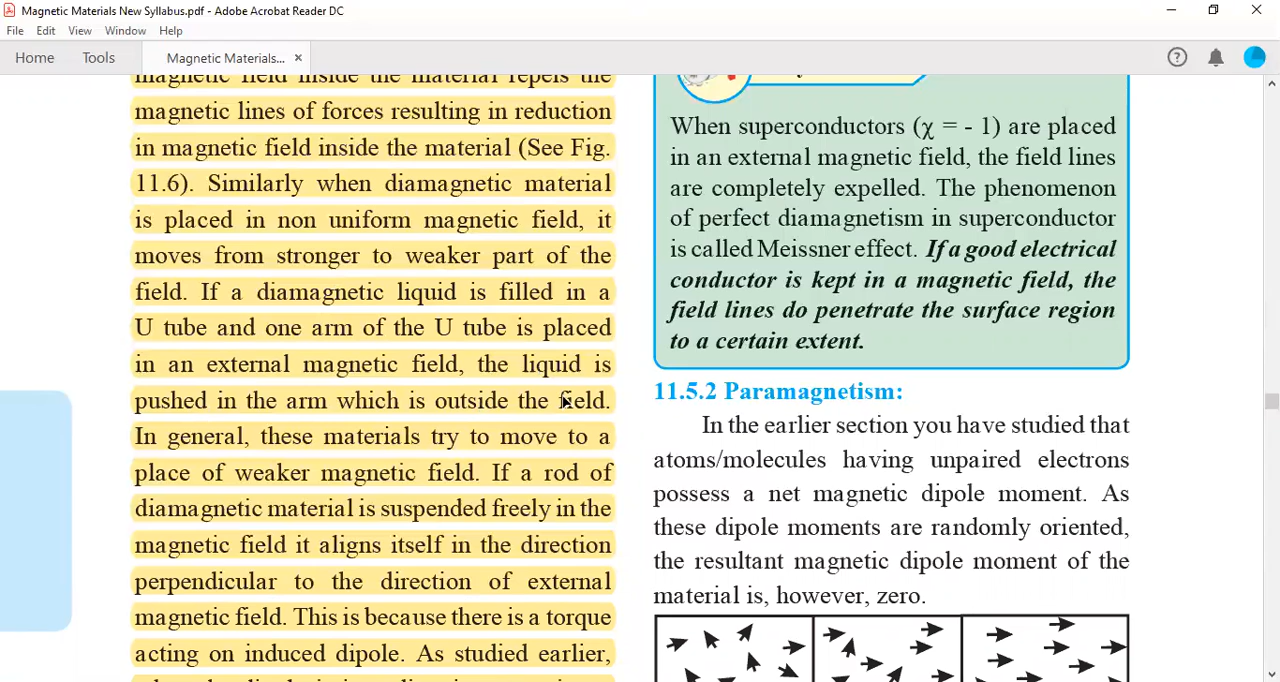 Magnetic Materials New Syllabus.pdf - Adobe Acrobat Reader DC
File Edit View Window Help
Home Tools Magnetic Materials... ×
magnetic field inside the material repels the
magnetic lines of forces resulting in reduction
in magnetic field inside the material (See Fig.
11.6). Similarly when diamagnetic material
is placed in non uniform magnetic field, it
moves from stronger to weaker part of the
field. If a diamagnetic liquid is filled in a
U tube and one arm of the U tube is placed
in an external magnetic field, the liquid is
pushed in the arm which is outside the field.
In general, these materials try to move to a
place of weaker magnetic field. If a rod of
diamagnetic material is suspended freely in the
magnetic field it aligns itself in the direction
perpendicular to the direction of external
magnetic field. This is because there is a torque
acting on induced dipole. As studied earlier,
When superconductors (χ = - 1) are placed
in an external magnetic field, the field lines
are completely expelled. The phenomenon
of perfect diamagnetism in superconductor
is called Meissner effect. If a good electrical
conductor is kept in a magnetic field, the
field lines do penetrate the surface region
to a certain extent.
11.5.2 Paramagnetism:
In the earlier section you have studied that
atoms/molecules having unpaired electrons
possess a net magnetic dipole moment. As
these dipole moments are randomly oriented,
the resultant magnetic dipole moment of the
material is, however, zero.